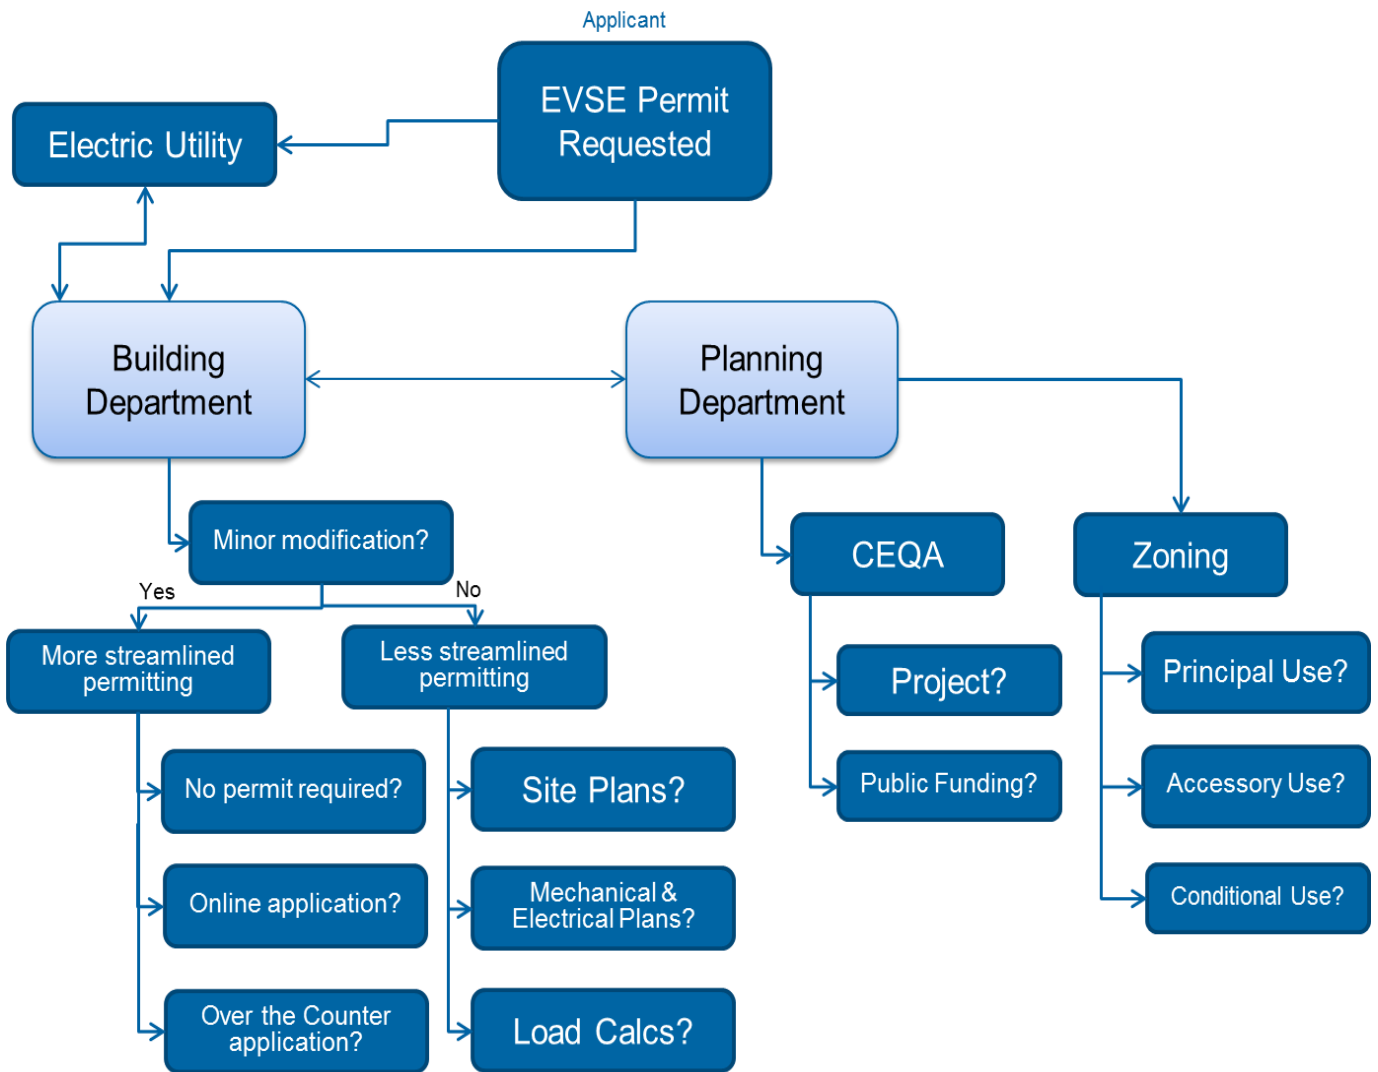 Applicant
EVSE Permit
Requested
Electric Utility
Building
Department
Planning
Department
Minor modification?
CEQA
Zoning
Yes
No
More streamlined
permitting
Less streamlined
permitting
Project?
Principal Use?
No permit required?
Site Plans?
Public Funding?
Accessory Use?
Online application?
Mechanical &
Electrical Plans?
Conditional Use?
Over the Counter
application?
Load Calcs?